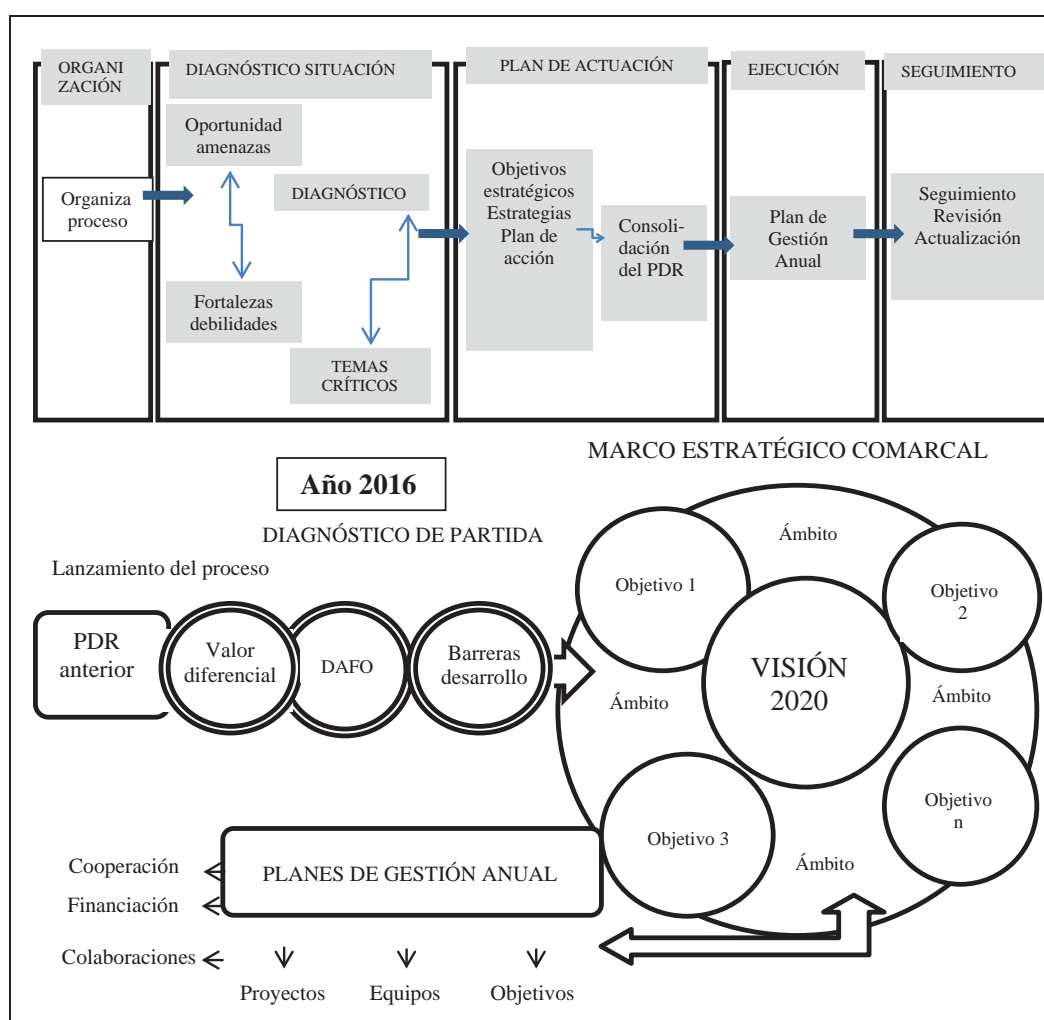 ORGANI
ZACIÓN
DIAGNÓSTICO SITUACIÓN
PLAN DE ACTUACIÓN
EJECUCIÓN
SEGUIMIENTO
Organiza
proceso
Oportunidad
amenazas
Fortalezas
debilidades
DIAGNÓSTICO
TEMAS
CRÍTICOS
Objetivos
estratégicos
Estrategias
Plan de
acción
Consoli-
dación
del PDR
Plan de
Gestión
Anual
Seguimiento
Revisión
Actualización
MARCO ESTRATÉGICO COMARCAL
Año 2016
DIAGNÓSTICO DE PARTIDA
Lanzamiento del proceso
PDR
anterior
Valor
diferencial
DAFO
Barreras
desarrollo
Ámbito
Objetivo 1
Objetivo
2
VISIÓN
2020
Ámbito
Ámbito
Objetivo 3
Objetivo
n
Ámbito
PLANES DE GESTIÓN ANUAL
Cooperación
Financiación
Colaboraciones
Proyectos
Equipos
Objetivos